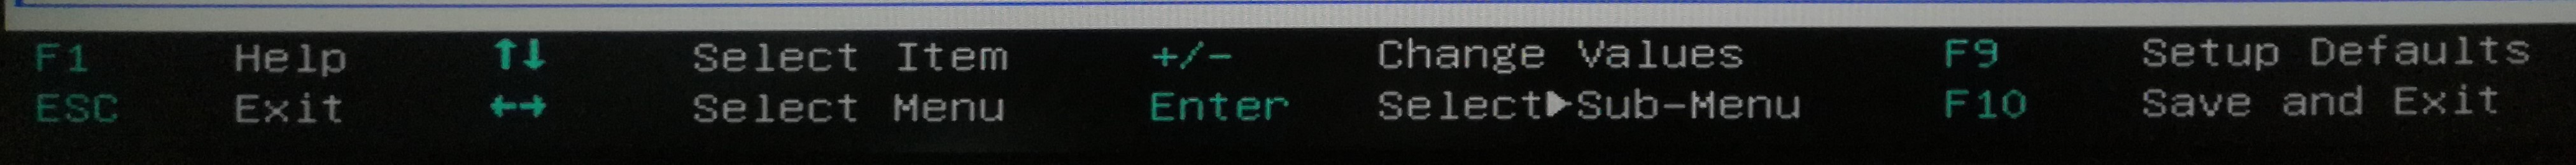 F1 Help ↑↓ Select Item +/- Change Values F9 Setup Defaults
ESC Exit ←→ Select Menu Enter Select▶Sub-Menu F10 Save and Exit